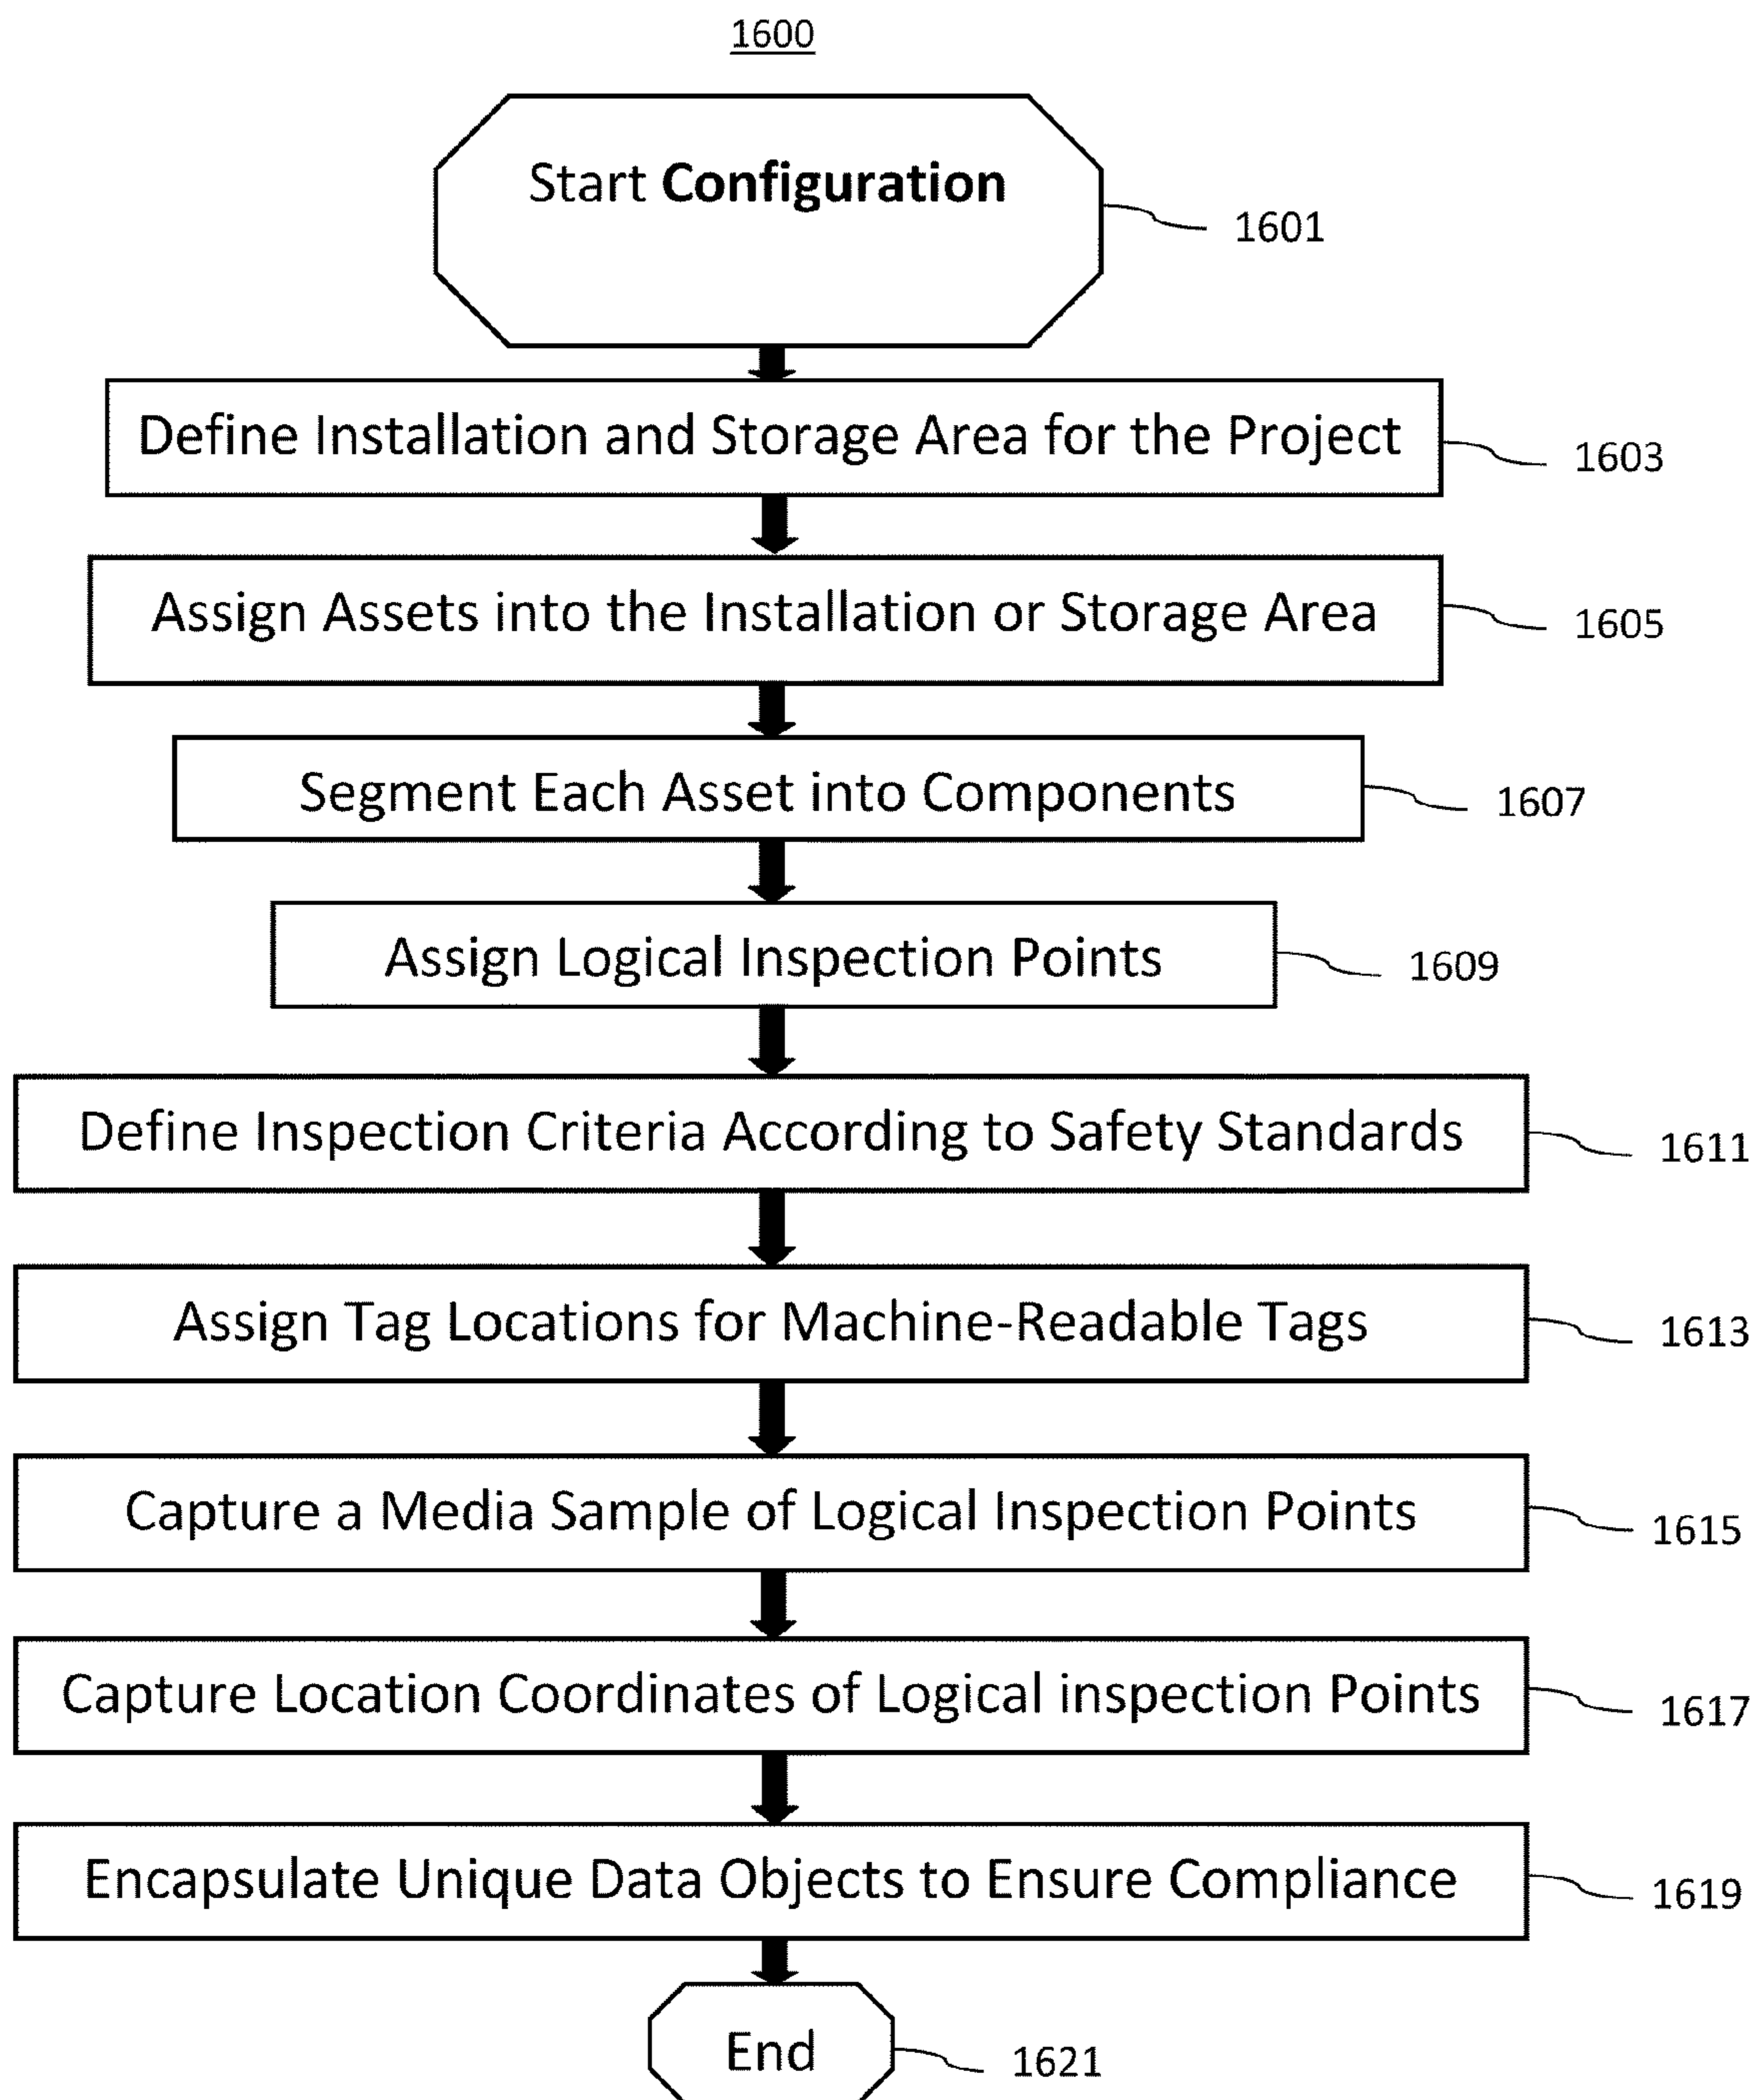 1600
Start Configuration
1601
Define Installation and Storage Area for the Project
1603
Assign Assets into the Installation or Storage Area
1605
Segment Each Asset into Components
1607
Assign Logical Inspection Points
1609
Define Inspection Criteria According to Safety Standards
1611
Assign Tag Locations for Machine-Readable Tags
1613
Capture a Media Sample of Logical Inspection Points
1615
Capture Location Coordinates of Logical inspection Points
1617
Encapsulate Unique Data Objects to Ensure Compliance
1619
End
1621